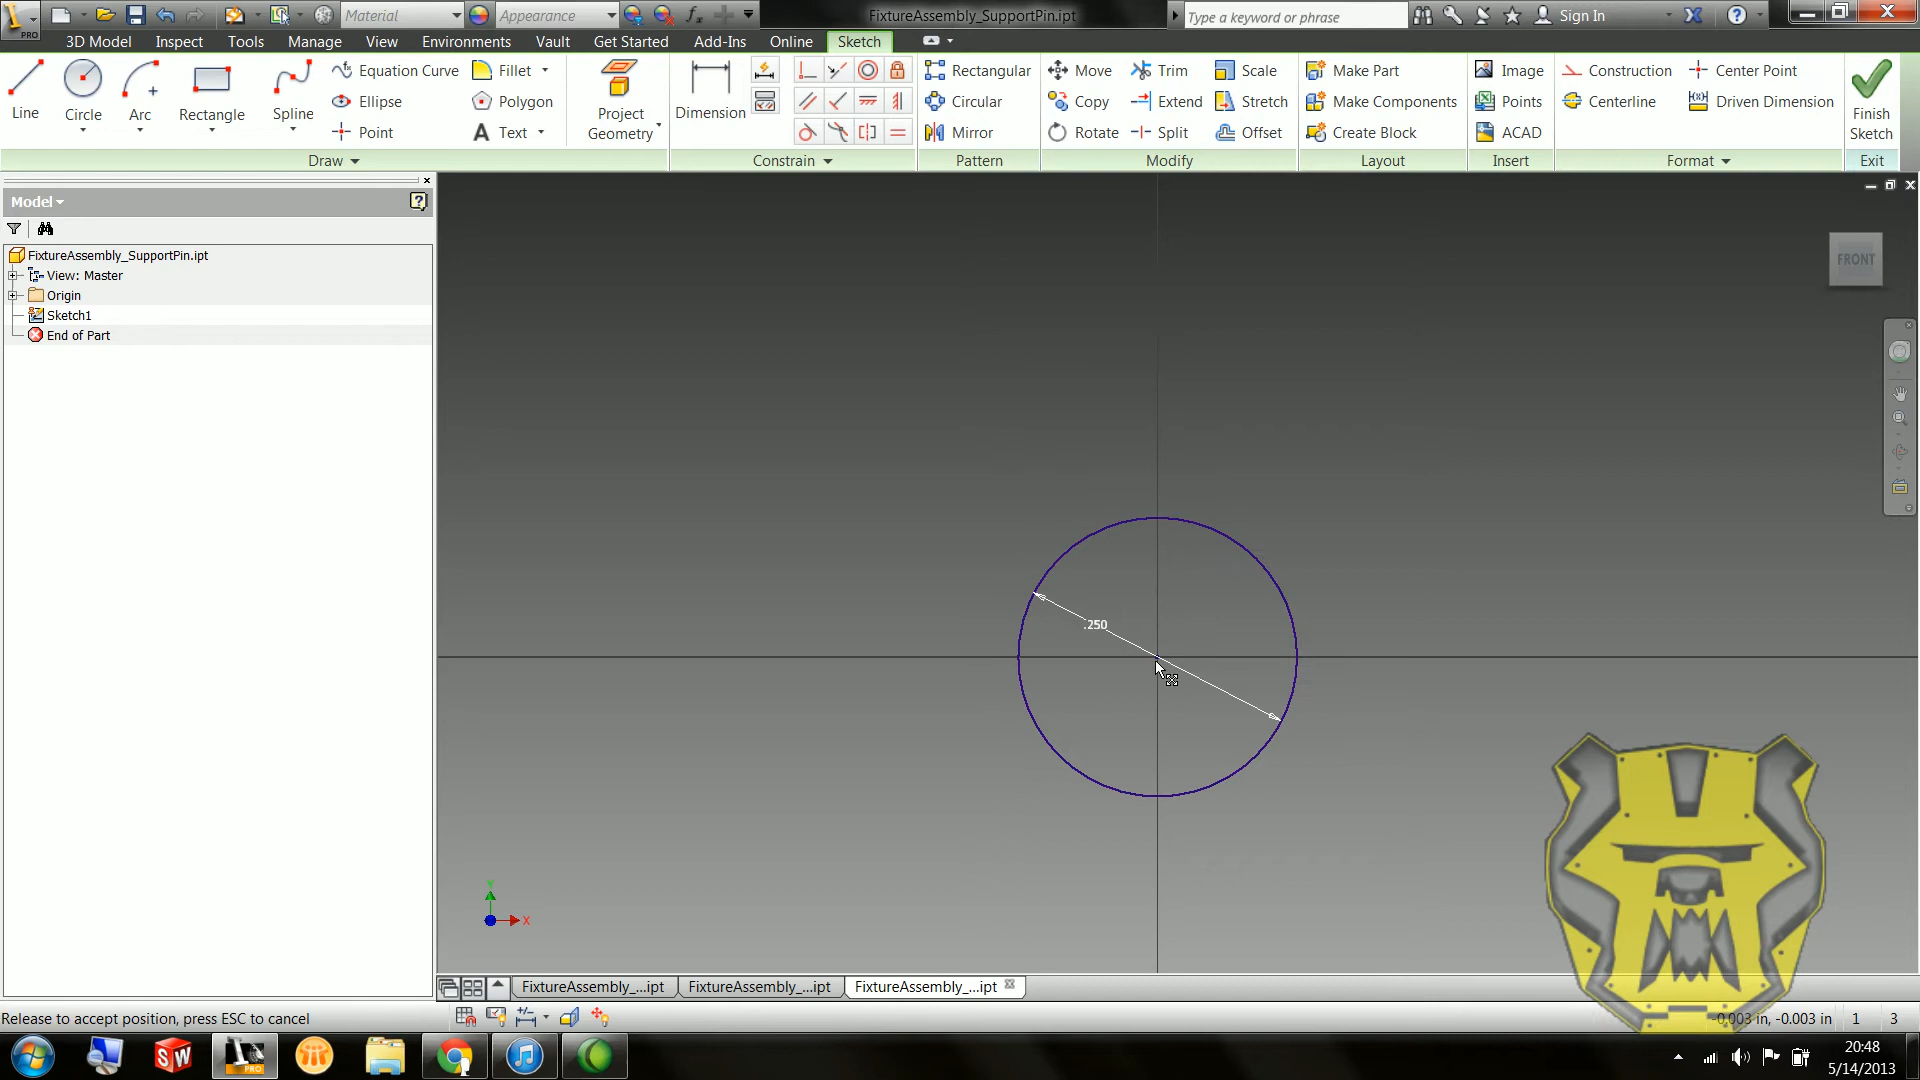 PRO
Material
Appearance
FixtureAssembly_SupportPin.ipt
Type a keyword or phrase
Sign In
3D Model Inspect Tools Manage View Environments Vault Get Started Add-Ins Online Sketch
Line
Circle
Arc
Rectangle
Spline
Equation Curve
Ellipse
Point
Fillet
Polygon
Text
Project Geometry
Dimension
Rectangular
Circular
Mirror
Move
Copy
Rotate
Trim
Extend
Split
Scale
Stretch
Offset
Make Part
Make Components
Create Block
Image
Points
ACAD
Construction
Centerline
Center Point
Driven Dimension
Finish Sketch
Draw Constrain Pattern Modify Layout Insert Format Exit
Model
FixtureAssembly_SupportPin.ipt
View: Master
Origin
Sketch1
End of Part
FRONT
.250
Y
X
FixtureAssembly_...ipt FixtureAssembly_...ipt FixtureAssembly_...ipt
Release to accept position, press ESC to cancel
-0.003 in, -0.003 in 1 3
SW
PRO
20:48
5/14/2013